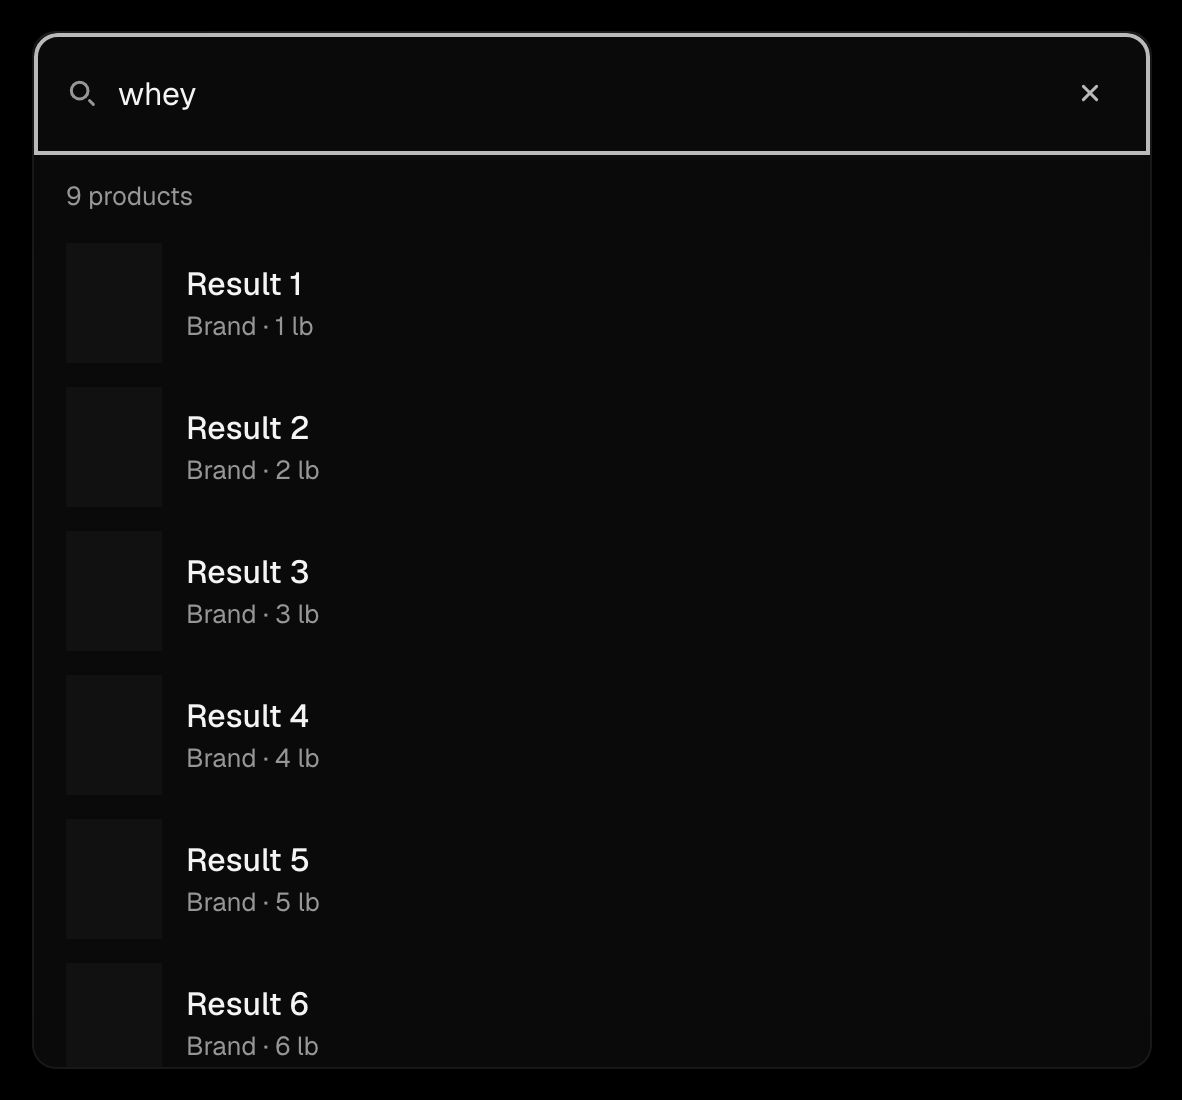 whey
9 products
Result 1
Brand · 1 lb
Result 2
Brand · 2 lb
Result 3
Brand · 3 lb
Result 4
Brand · 4 lb
Result 5
Brand · 5 lb
Result 6
Brand · 6 lb